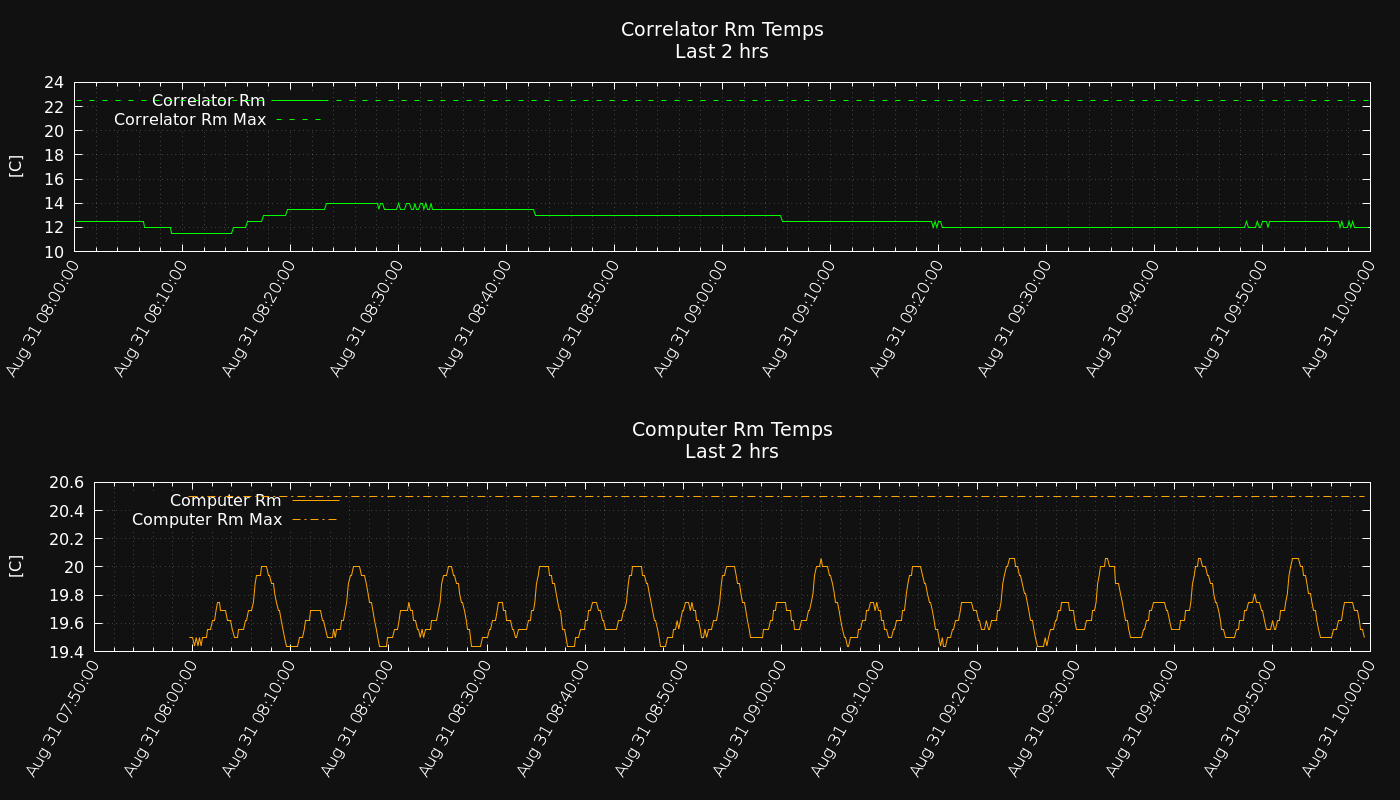 Correlator Rm Temps
Last 2 hrs
24
22
20
18
16
14
12
10
[C]
Correlator Rm
Correlator Rm Max
Aug 31 08:00:00
Aug 31 08:10:00
Aug 31 08:20:00
Aug 31 08:30:00
Aug 31 08:40:00
Aug 31 08:50:00
Aug 31 09:00:00
Aug 31 09:10:00
Aug 31 09:20:00
Aug 31 09:30:00
Aug 31 09:40:00
Aug 31 09:50:00
Aug 31 10:00:00
Computer Rm Temps
Last 2 hrs
20.6
20.4
20.2
20
19.8
19.6
19.4
[C]
Computer Rm
Computer Rm Max
Aug 31 07:50:00
Aug 31 08:00:00
Aug 31 08:10:00
Aug 31 08:20:00
Aug 31 08:30:00
Aug 31 08:40:00
Aug 31 08:50:00
Aug 31 09:00:00
Aug 31 09:10:00
Aug 31 09:20:00
Aug 31 09:30:00
Aug 31 09:40:00
Aug 31 09:50:00
Aug 31 10:00:00